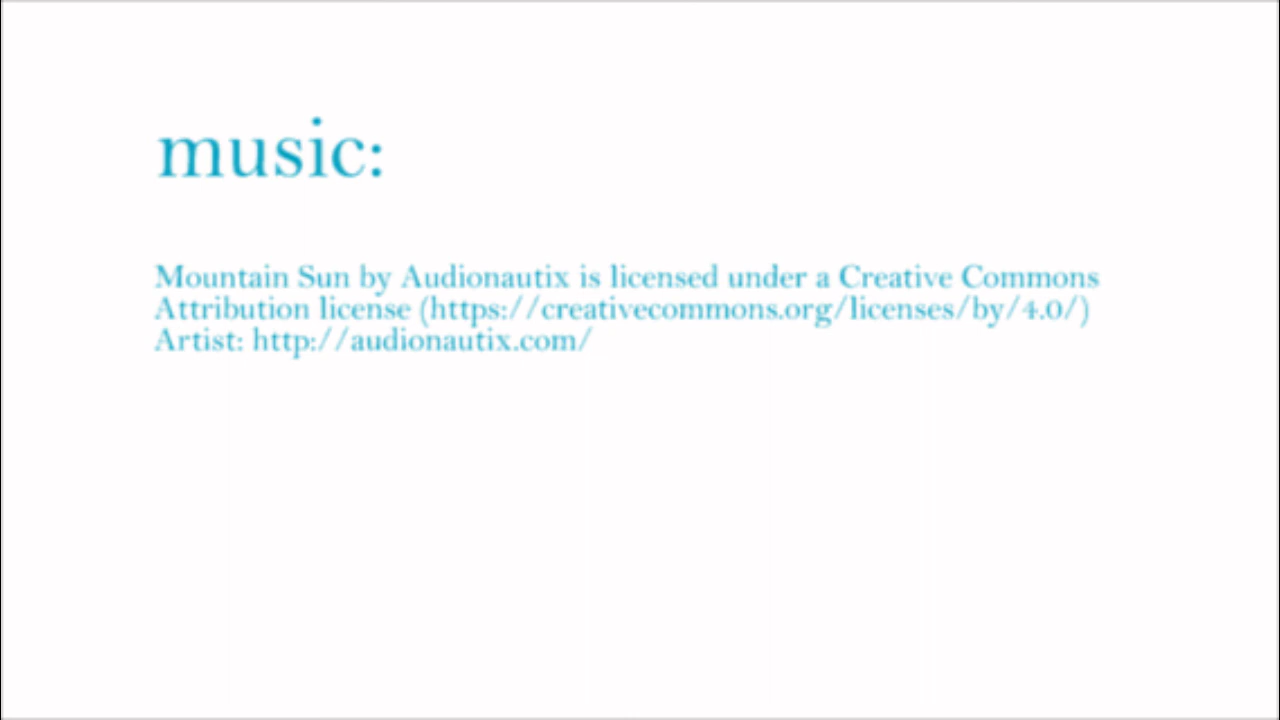 music:
Mountain Sun by Audionautix is licensed under a Creative Commons
Attribution license (https://creativecommons.org/licenses/by/4.0/)
Artist: http://audionautix.com/